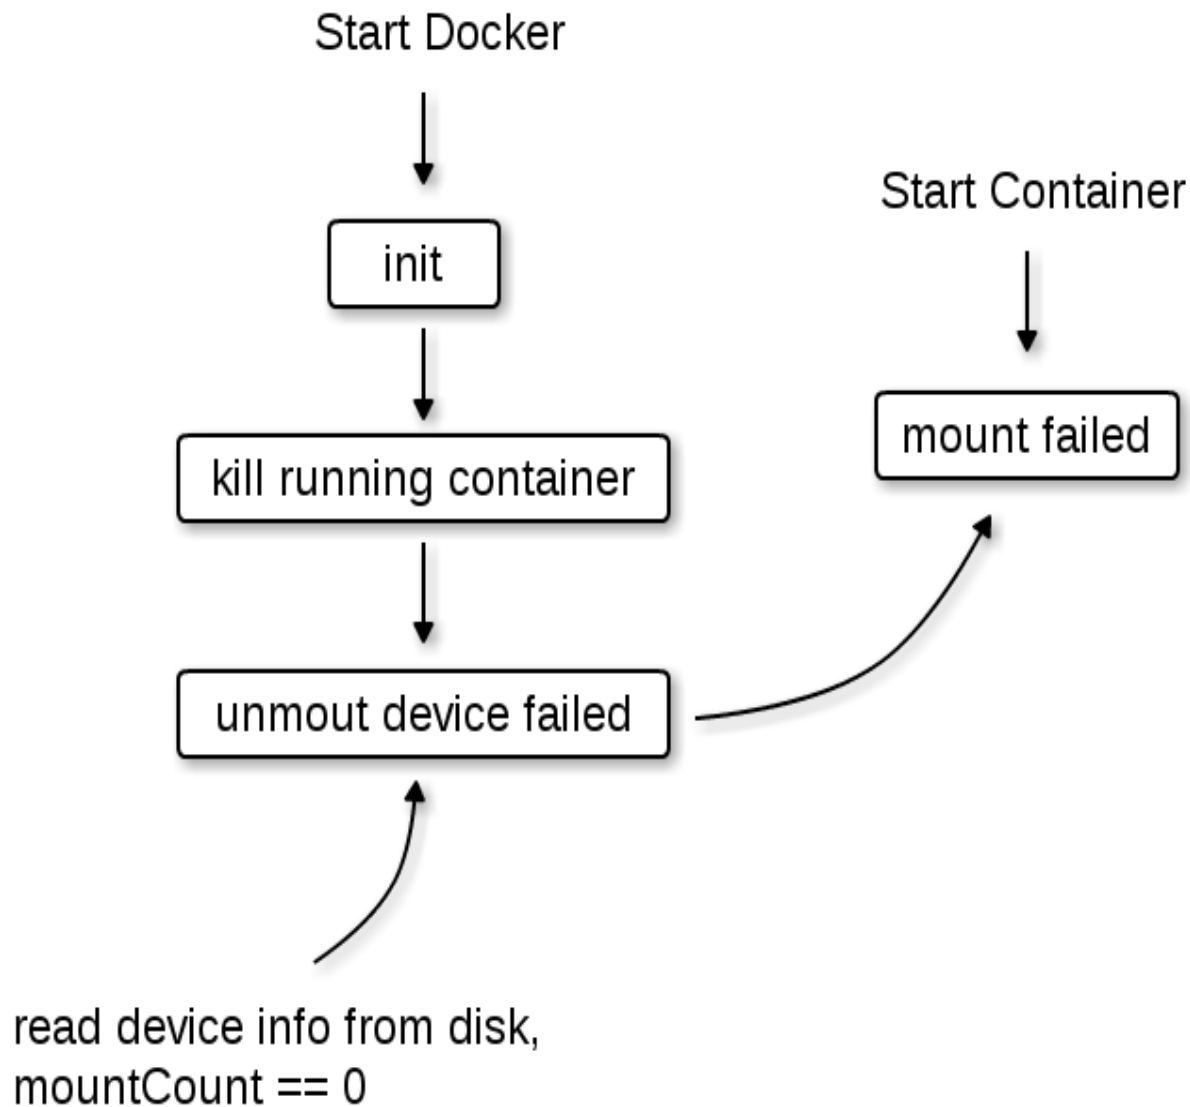 Start Docker
Start Container
init
mount failed
kill running container
unmout device failed
read device info from disk,
mountCount == 0